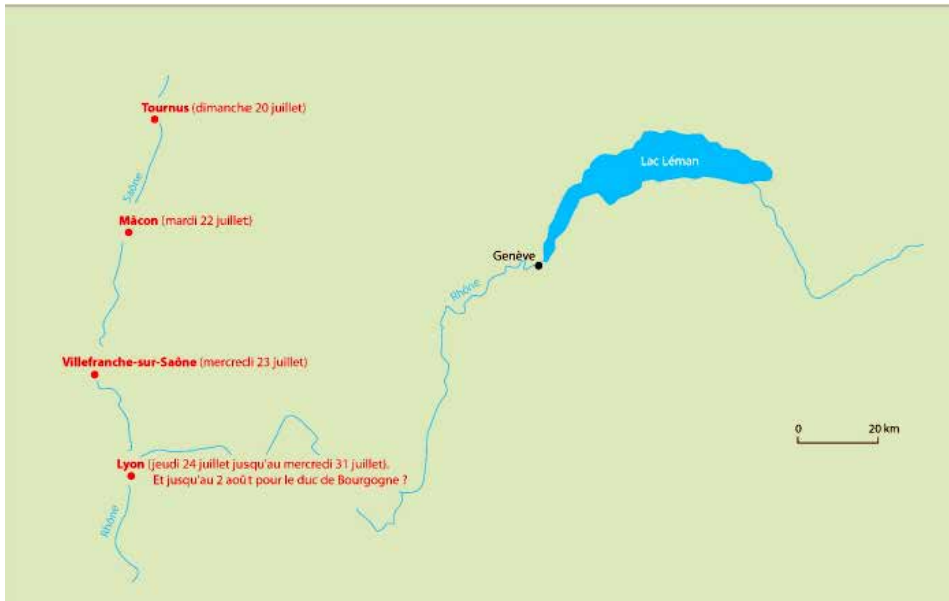 Tournus (dimanche 20 juillet)
Saône
Lac Léman
Mâcon (mardi 22 juillet)
Genève
Rhône
Villefranche-sur-Saône (mercredi 23 juillet)
0 20 km
Lyon (jeudi 24 juillet jusqu'au mercredi 31 juillet).
Et jusqu'au 2 août pour le duc de Bourgogne ?
Rhône